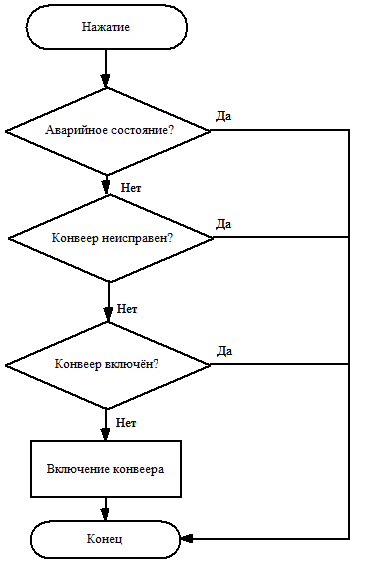 Нажатие
Да
Аварийное состояние?
Нет
Да
Конвеер неисправен?
Нет
Да
Конвеер включён?
Нет
Включение конвеера
Конец